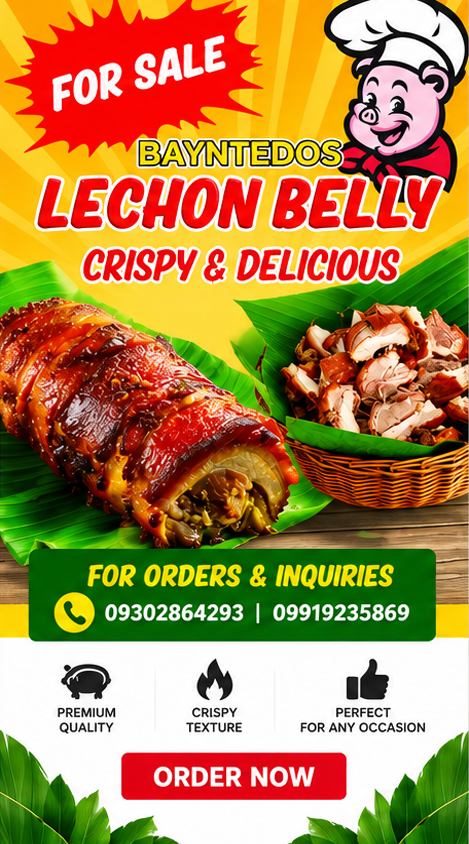 FOR SALE
BAYNTEDOS
LECHON BELLY
CRISPY & DELICIOUS
FOR ORDERS & INQUIRIES
09302864293 | 09919235869
PREMIUM
QUALITY
CRISPY
TEXTURE
PERFECT
FOR ANY OCCASION
ORDER NOW